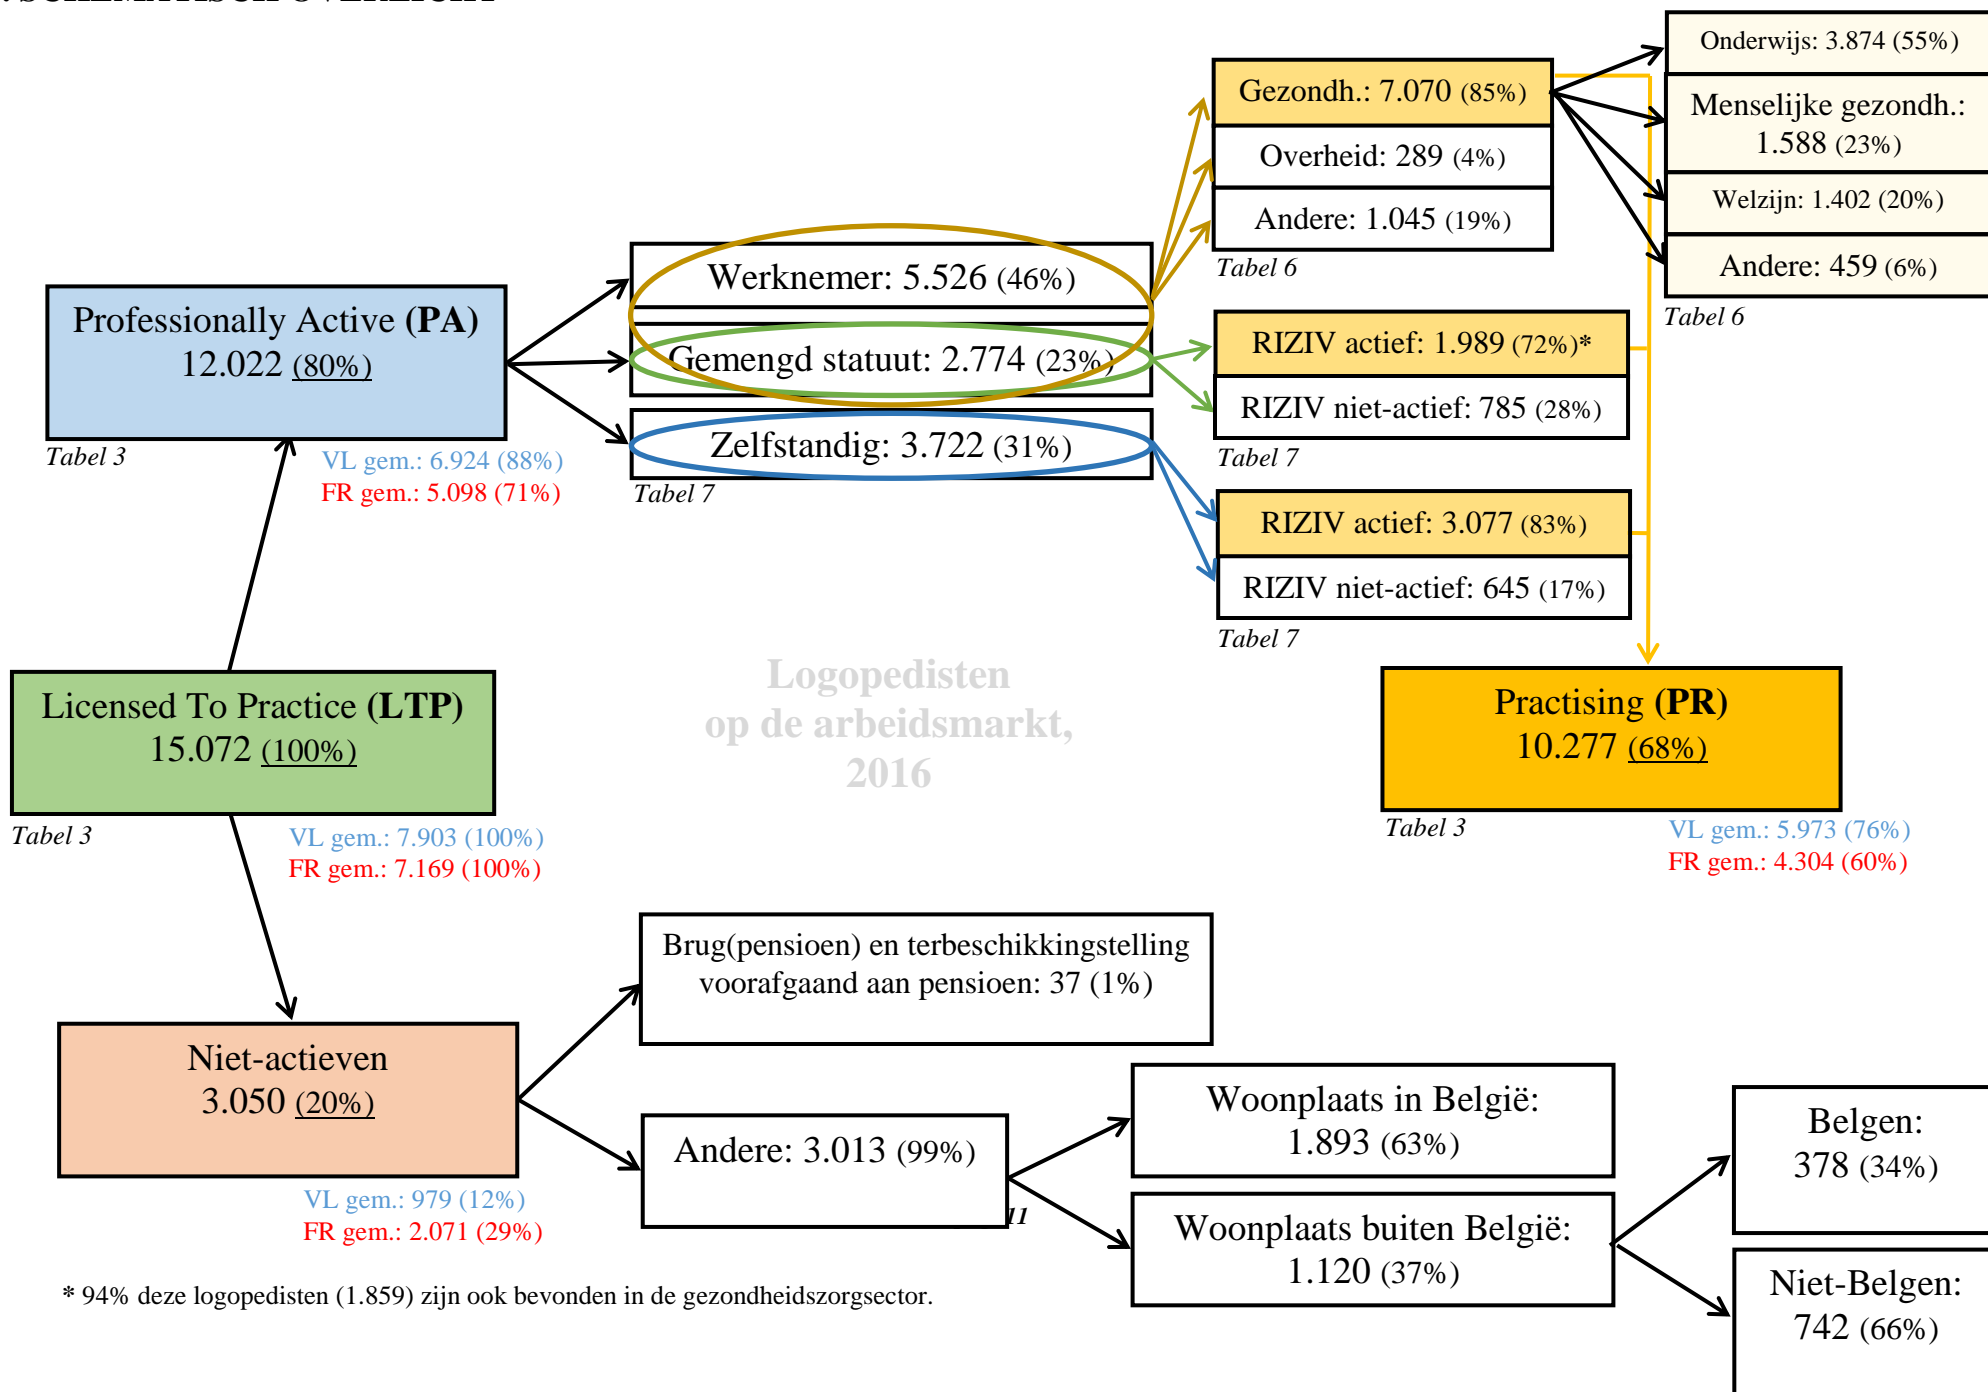 Onderwijs: 3.874 (55%)
Menselijke gezondh.:
1.588 (23%)
Welzijn: 1.402 (20%)
Andere: 459 (6%)
Tabel 6
Gezondh.: 7.070 (85%)
Overheid: 289 (4%)
Andere: 1.045 (19%)
Tabel 6
Werknemer: 5.526 (46%)
Gemengd statuut: 2.774 (23%)
Zelfstandig: 3.722 (31%)
Tabel 7
RIZIV actief: 1.989 (72%)*
RIZIV niet-actief: 785 (28%)
Tabel 7
RIZIV actief: 3.077 (83%)
RIZIV niet-actief: 645 (17%)
Tabel 7
Professionally Active (PA)
12.022 (80%)
Tabel 3
VL gem.: 6.924 (88%)
FR gem.: 5.098 (71%)
Licensed To Practice (LTP)
15.072 (100%)
Tabel 3
VL gem.: 7.903 (100%)
FR gem.: 7.169 (100%)
Logopedisten
op de arbeidsmarkt,
2016
Practising (PR)
10.277 (68%)
Tabel 3
VL gem.: 5.973 (76%)
FR gem.: 4.304 (60%)
Brug(pensioen) en terbeschikkingstelling
voorafgaand aan pensioen: 37 (1%)
Niet-actieven
3.050 (20%)
VL gem.: 979 (12%)
FR gem.: 2.071 (29%)
Andere: 3.013 (99%)
11
Woonplaats in België:
1.893 (63%)
Woonplaats buiten België:
1.120 (37%)
Belgen:
378 (34%)
Niet-Belgen:
742 (66%)
* 94% deze logopedisten (1.859) zijn ook bevonden in de gezondheidszorgsector.